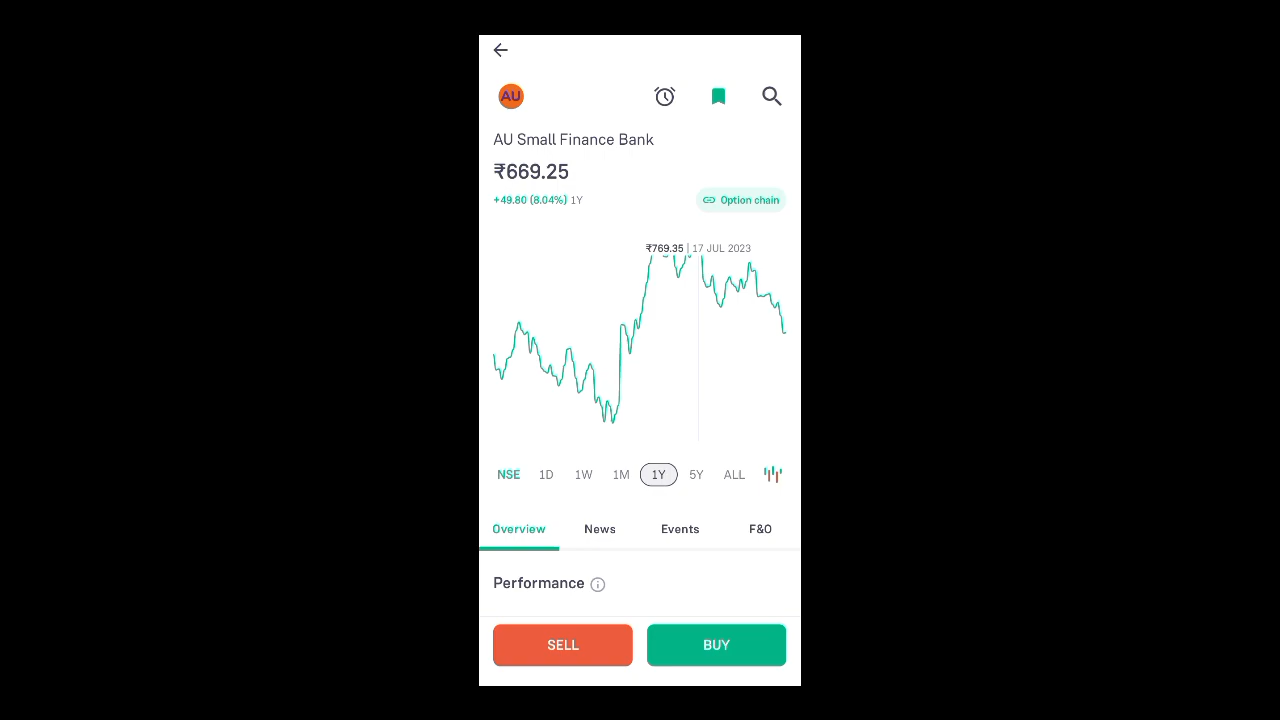 AU
AU Small Finance Bank
₹669.25
+49.80 (8.04%) 1Y
Option chain
₹769.35 | 17 JUL 2023
NSE 1D 1W 1M 1Y 5Y ALL
Overview News Events F&O
Performance
SELL BUY